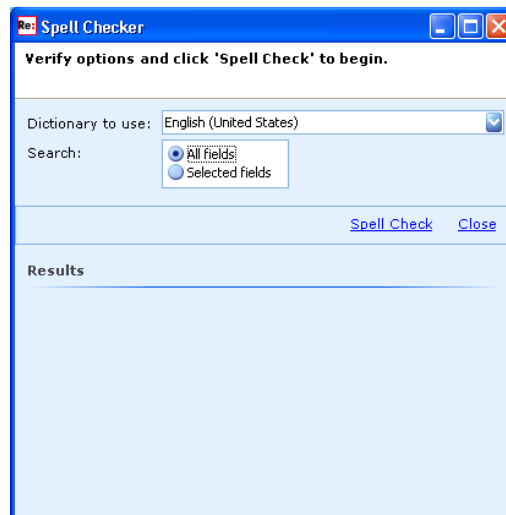 Re: Spell Checker
Verify options and click 'Spell Check' to begin.
Dictionary to use: English (United States)
Search: All fields
Selected fields
Spell Check Close
Results